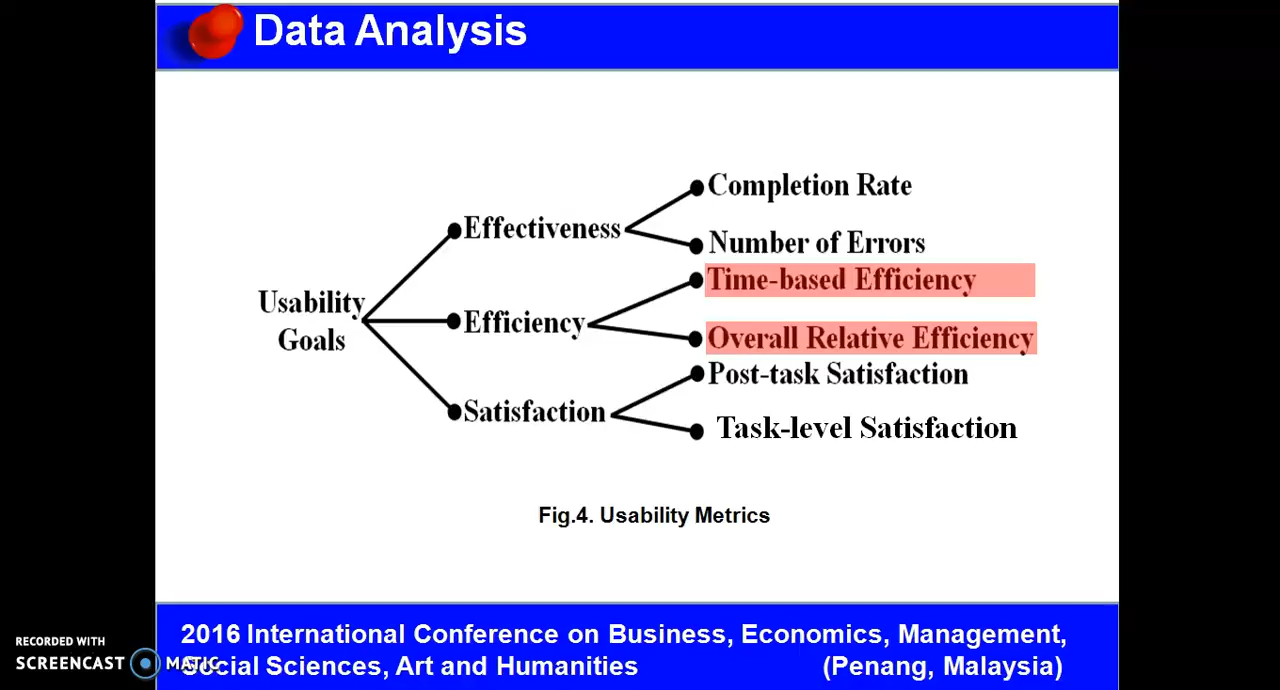 Data Analysis
Completion Rate
Effectiveness
Number of Errors
Time-based Efficiency
Usability
Goals
Efficiency
Overall Relative Efficiency
Post-task Satisfaction
Satisfaction
Task-level Satisfaction
Fig.4. Usability Metrics
2016 International Conference on Business, Economics, Management,
Social Sciences, Art and Humanities (Penang, Malaysia)
RECORDED WITH
SCREENCAST MATIC